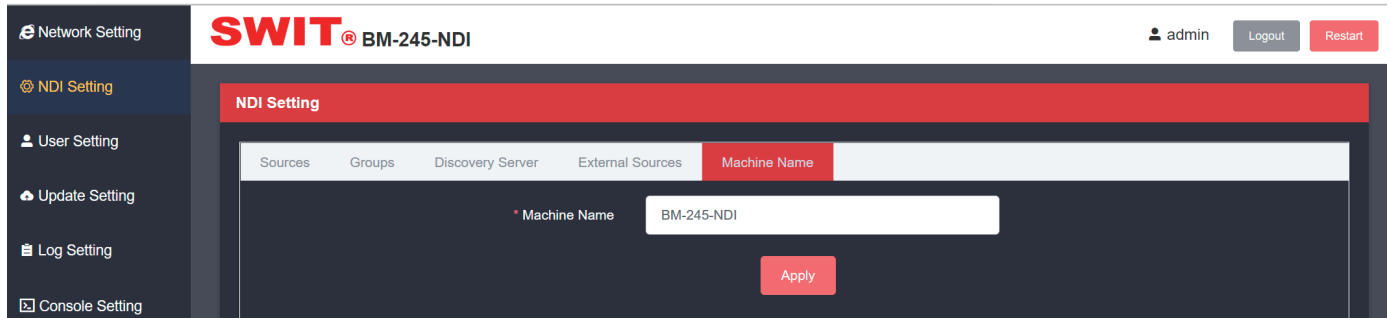 Network Setting
SWIT® BM-245-NDI
admin
Logout
Restart
NDI Setting
NDI Setting
User Setting
Sources Groups Discovery Server External Sources Machine Name
Update Setting
* Machine Name BM-245-NDI
Log Setting
Apply
Console Setting